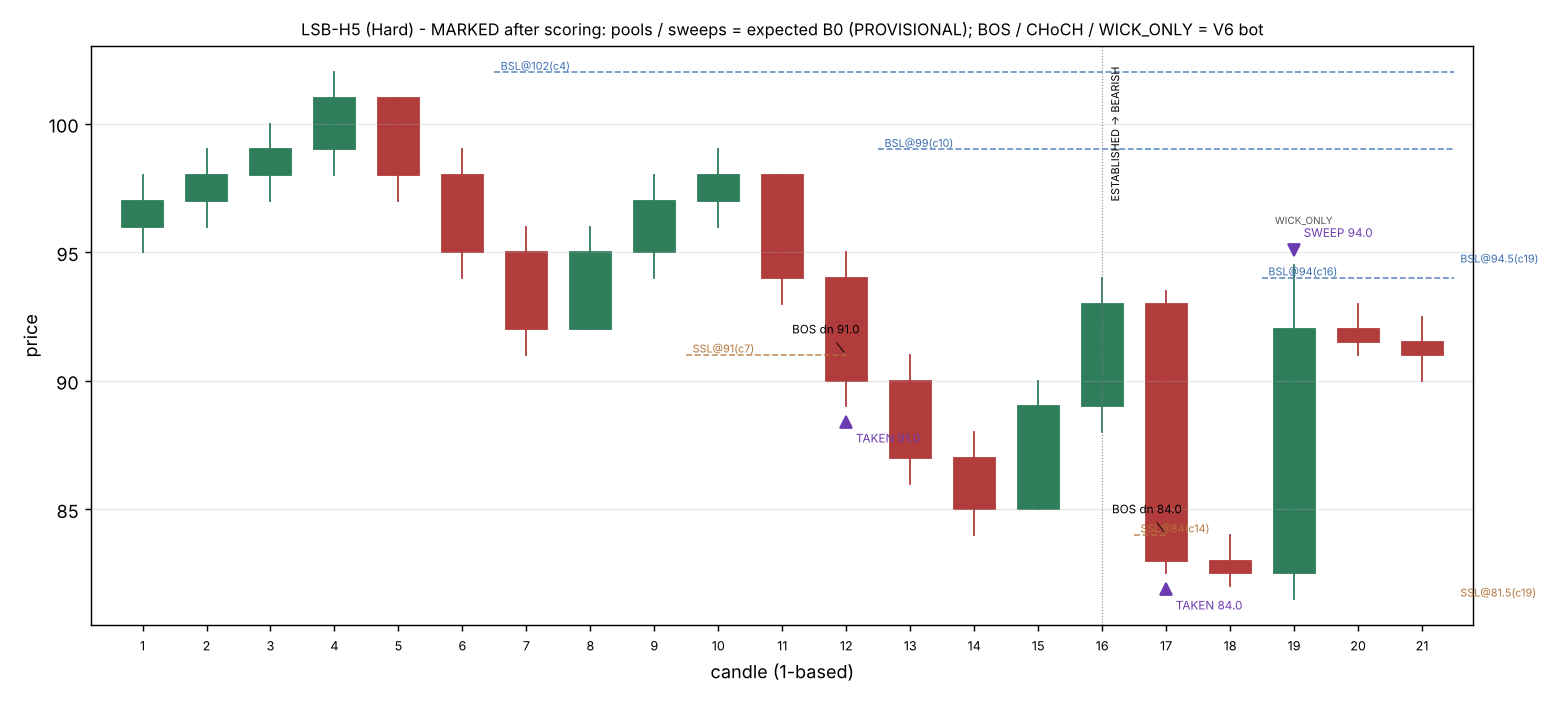 LSB-H5 (Hard) - MARKED after scoring: pools / sweeps = expected B0 (PROVISIONAL); BOS / CHoCH / WICK_ONLY = V6 bot
BSL@102(c4)
ESTABLISHED → BEARISH
100
BSL@99(c10)
WICK_ONLY
SWEEP 94.0
95
BSL@94.5(c19)
BSL@94(c16)
BOS dn 91.0
SSL@91(c7)
90
TAKEN 91.0
85
BOS dn 84.0
SSL@84(c14)
SSL@81.5(c19)
TAKEN 84.0
price
1 2 3 4 5 6 7 8 9 10 11 12 13 14 15 16 17 18 19 20 21
candle (1-based)